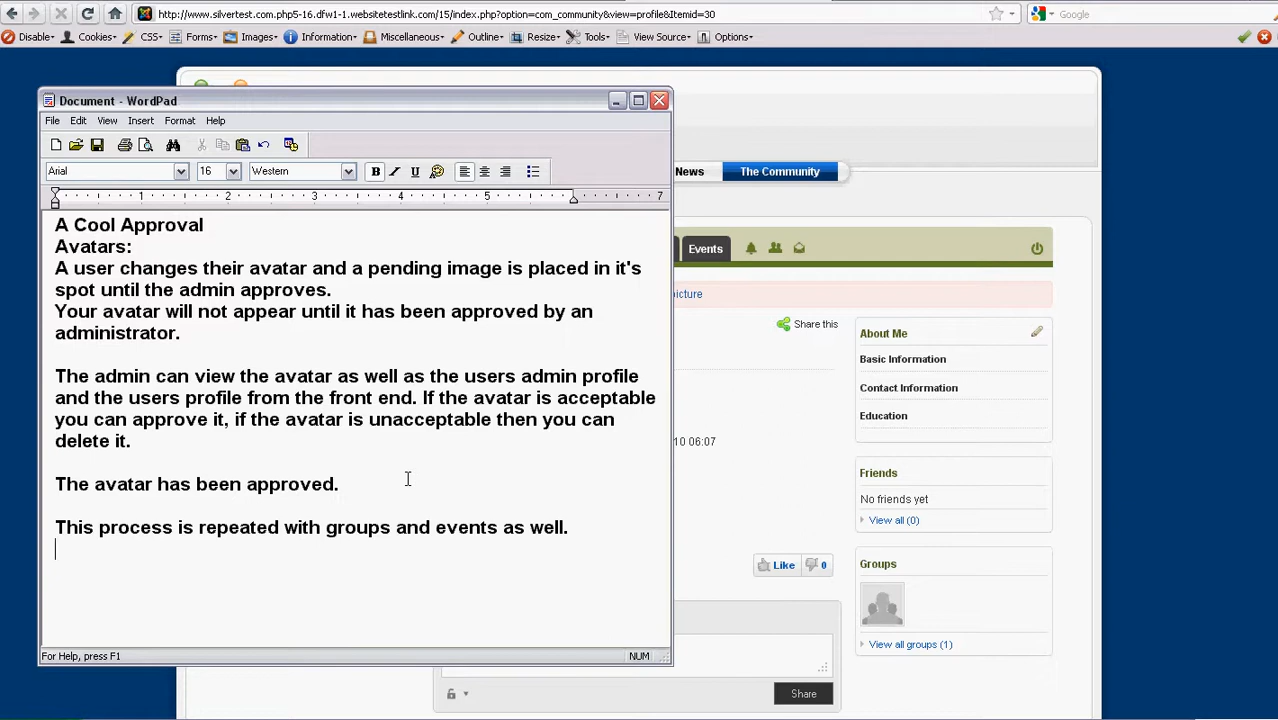 http://www.silvertest.com.php5-16.dfw1-1.websitetestlink.com/15/index.php?option=com_community&view=profile&Itemid=30
Google
Disable Cookies CSS Forms Images Information Miscellaneous Outline Resize Tools View Source Options
Document - WordPad
File Edit View Insert Format Help
Arial 16 Western B
1 2 3 4 5 7
A Cool Approval
Avatars:
A user changes their avatar and a pending image is placed in it's
spot until the admin approves.
Your avatar will not appear until it has been approved by an
administrator.
The admin can view the avatar as well as the users admin profile
and the users profile from the front end. If the avatar is acceptable
you can approve it, if the avatar is unacceptable then you can
delete it.
The avatar has been approved.
This process is repeated with groups and events as well.
For Help, press F1 NUM
News The Community
Events
picture
Share this
10 06:07
Like 0
Share
About Me
Basic Information
Contact Information
Education
Friends
No friends yet
View all (0)
Groups
View all groups (1)